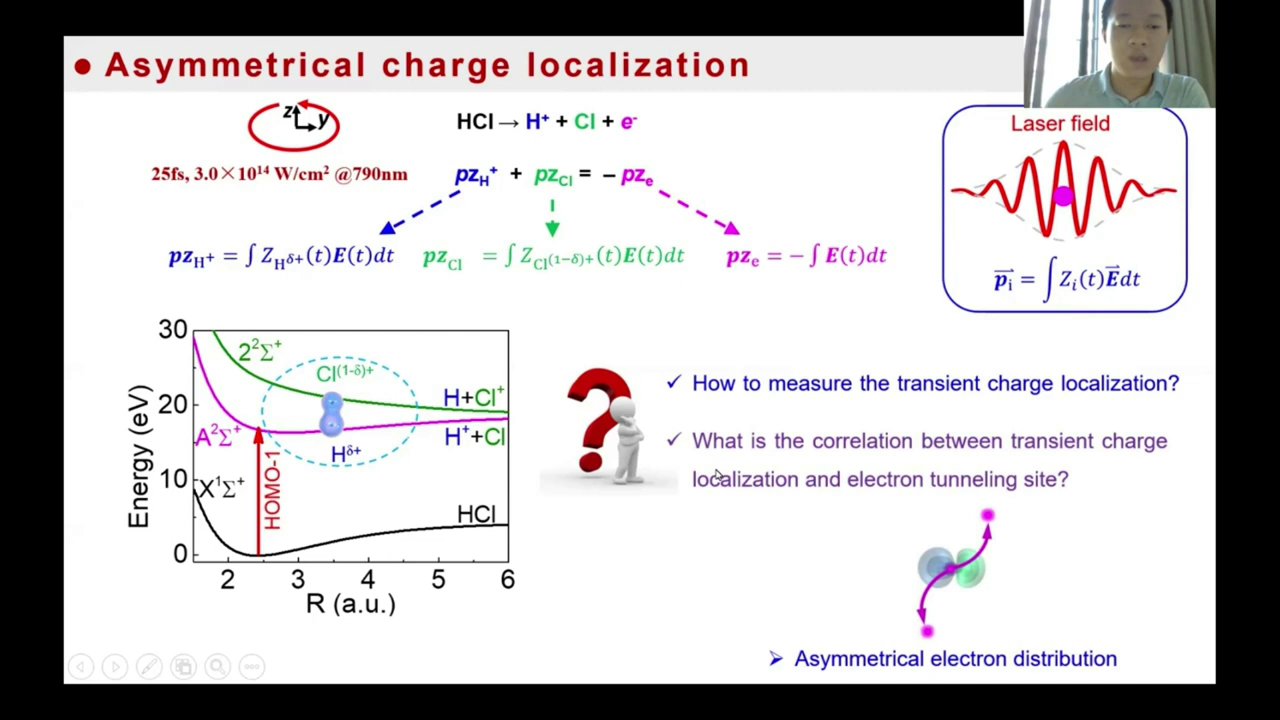 • Asymmetrical charge localization
z
y
25fs, 3.0×10¹⁴ W/cm² @790nm
HCl → H⁺ + Cl + e⁻
pz_H⁺ + pz_Cl = − pz_e
pz_H⁺ = ∫ Z_H^δ+(t)E(t)dt
pz_Cl = ∫ Z_Cl^(1−δ)+(t)E(t)dt
pz_e = − ∫ E(t)dt
Laser field
p⃗_i = ∫ Z_i(t)E⃗dt
Energy (eV)
30
20
10
0
2²Σ⁺
Cl^(1-δ)+
H+Cl⁺
A²Σ⁺
H^δ+
H⁺+Cl
X¹Σ⁺
HOMO-1
HCl
2 3 4 5 6
R (a.u.)
?
✓ How to measure the transient charge localization?
✓ What is the correlation between transient charge
localization and electron tunneling site?
➢ Asymmetrical electron distribution